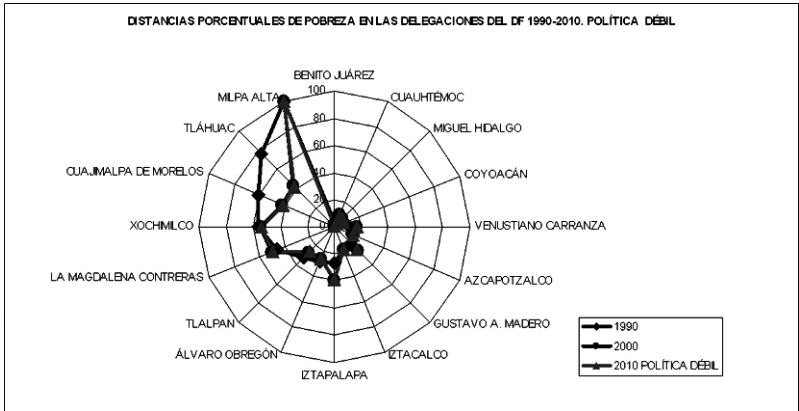 DISTANCIAS PORCENTUALES DE POBREZA EN LAS DELEGACIONES DEL DF 1990-2010. POLÍTICA DÉBIL
BENITO JUÁREZ
100
MILPA ALTA
CUAUHTÉMOC
80
TLÁHUAC
MIGUEL HIDALGO
60
CUAJIMALPA DE MORELOS
40
COYOACÁN
20
XOCHIMILCO
0
VENUSTIANO CARRANZA
LA MAGDALENA CONTRERAS
AZCAPOTZALCO
TLALPAN
GUSTAVO A. MADERO
ÁLVARO OBREGÓN
IZTACALCO
IZTAPALAPA
1990
2000
2010 POLÍTICA DÉBIL